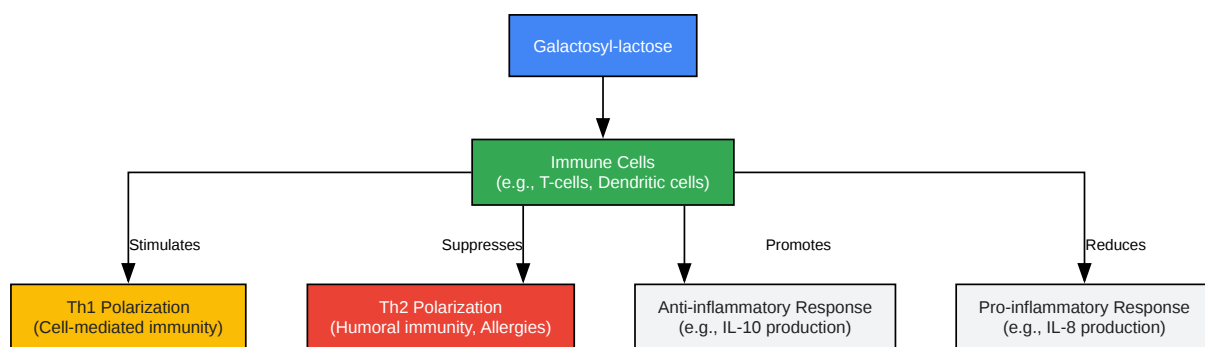 Galactosyl-lactose
Immune Cells
(e.g., T-cells, Dendritic cells)
Stimulates
Suppresses
Promotes
Reduces
Th1 Polarization
(Cell-mediated immunity)
Th2 Polarization
(Humoral immunity, Allergies)
Anti-inflammatory Response
(e.g., IL-10 production)
Pro-inflammatory Response
(e.g., IL-8 production)